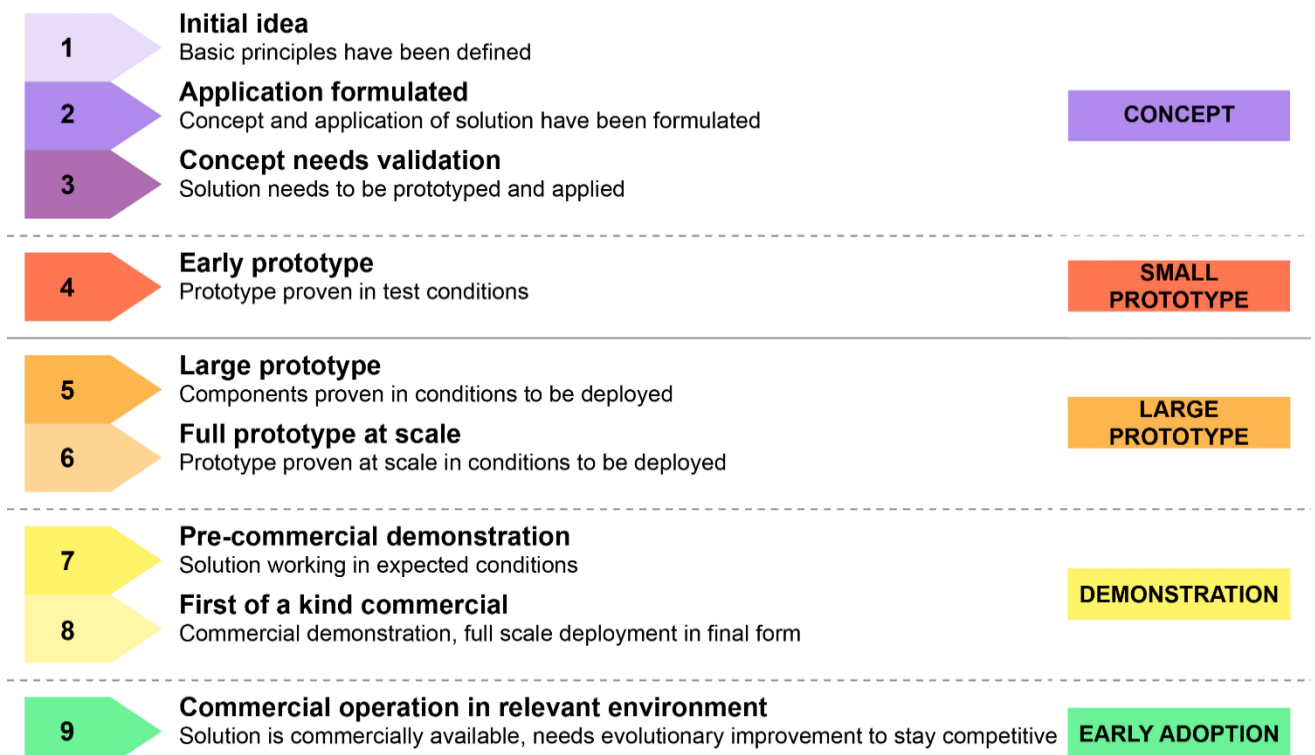 1
Initial idea
Basic principles have been defined
2
Application formulated
Concept and application of solution have been formulated
CONCEPT
3
Concept needs validation
Solution needs to be prototyped and applied
4
Early prototype
Prototype proven in test conditions
SMALL
PROTOTYPE
5
Large prototype
Components proven in conditions to be deployed
LARGE
PROTOTYPE
6
Full prototype at scale
Prototype proven at scale in conditions to be deployed
7
Pre-commercial demonstration
Solution working in expected conditions
DEMONSTRATION
8
First of a kind commercial
Commercial demonstration, full scale deployment in final form
9
Commercial operation in relevant environment
Solution is commercially available, needs evolutionary improvement to stay competitive
EARLY ADOPTION